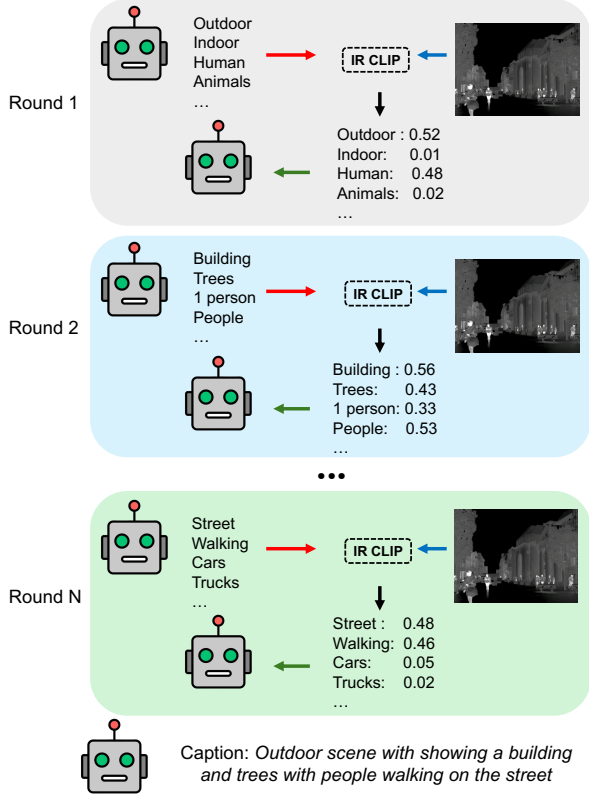 Outdoor
Indoor
Human
Animals
…
IR CLIP
Round 1
Outdoor : 0.52
Indoor: 0.01
Human: 0.48
Animals: 0.02
…
Building
Trees
1 person
People
…
IR CLIP
Round 2
Building : 0.56
Trees: 0.43
1 person: 0.33
People: 0.53
…
...
Street
Walking
Cars
Trucks
…
IR CLIP
Round N
Street : 0.48
Walking: 0.46
Cars: 0.05
Trucks: 0.02
…
Caption: Outdoor scene with showing a building
and trees with people walking on the street